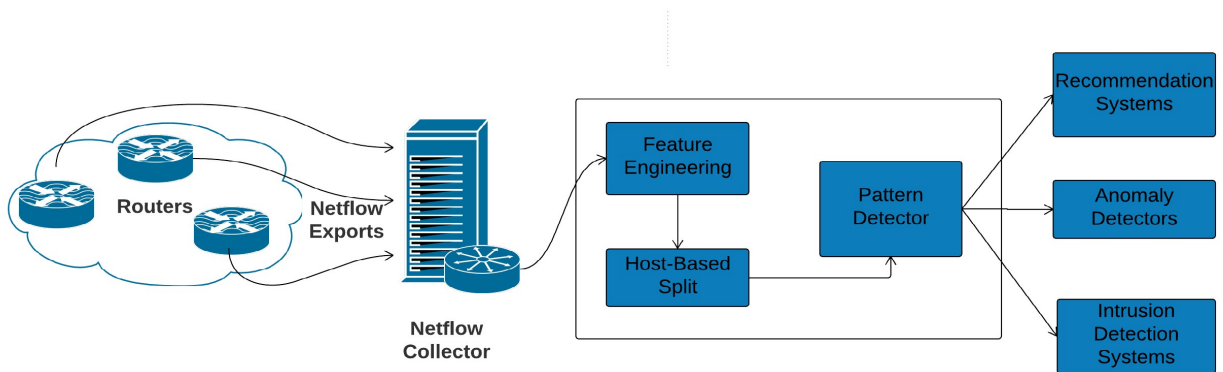 Routers
Netflow
Exports
Netflow
Collector
Feature
Engineering
Host-Based
Split
Pattern
Detector
Recommendation
Systems
Anomaly
Detectors
Intrusion
Detection
Systems